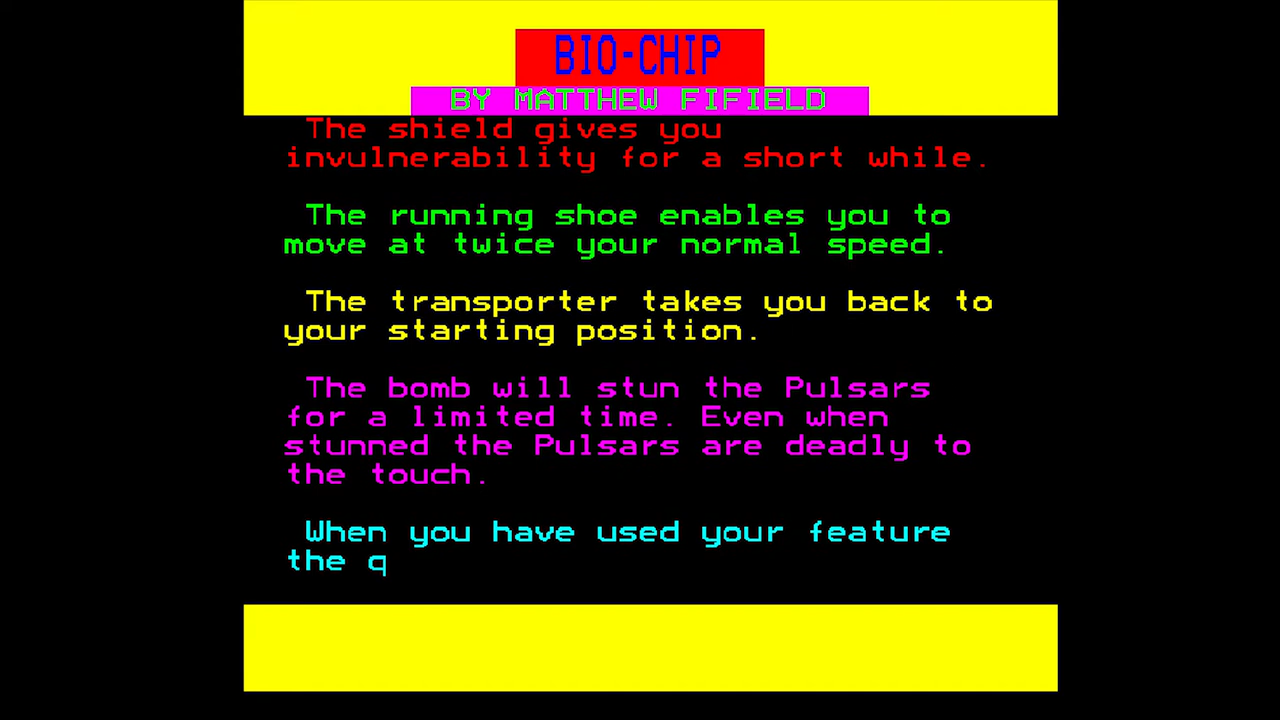 BIO-CHIP
BY MATTHEW FIFIELD
The shield gives you
invulnerability for a short while.
The running shoe enables you to
move at twice your normal speed.
The transporter takes you back to
your starting position.
The bomb will stun the Pulsars
for a limited time. Even when
stunned the Pulsars are deadly to
the touch.
When you have used your feature
the q